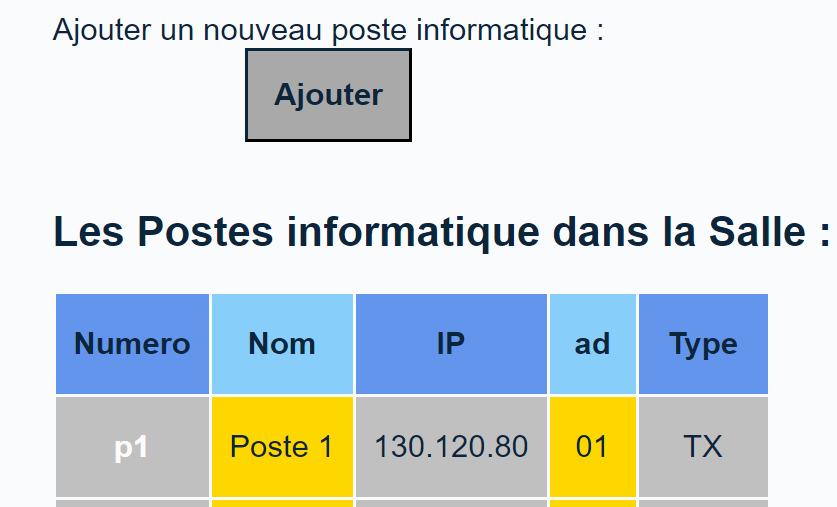 Ajouter un nouveau poste informatique :
Ajouter
Les Postes informatique dans la Salle :
Numero Nom IP ad Type
p1 Poste 1 130.120.80 01 TX